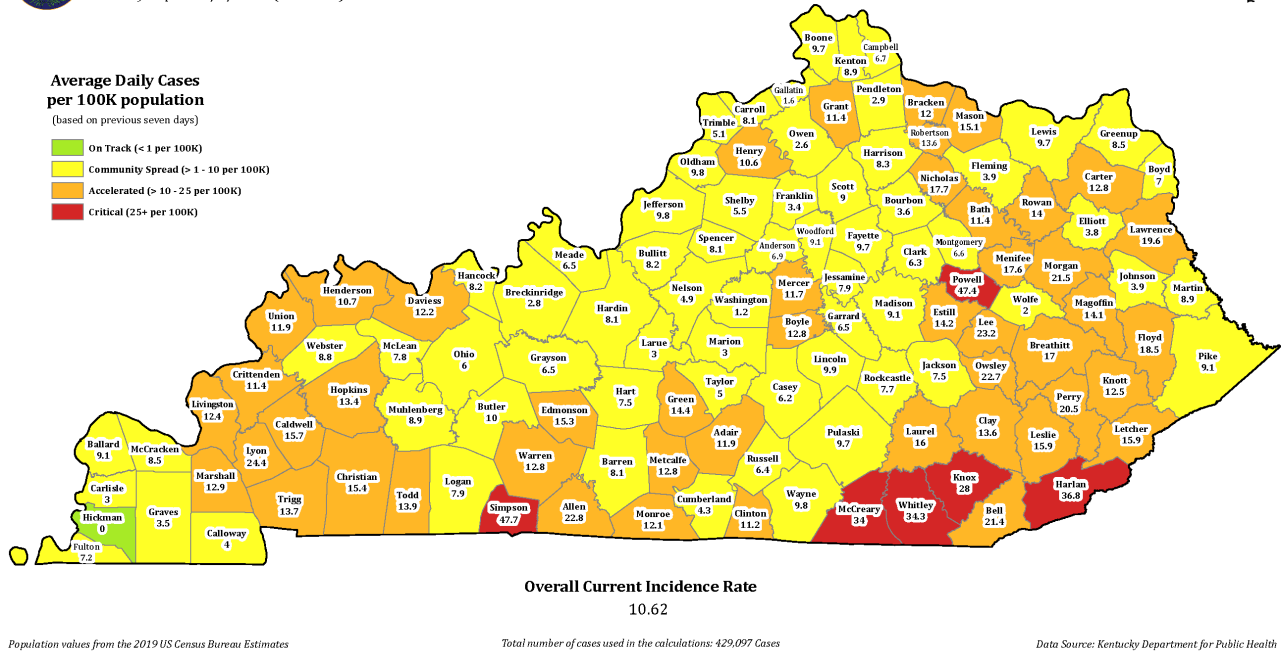 Average Daily Cases
per 100K population
(based on previous seven days)
On Track (< 1 per 100K)
Community Spread (> 1 - 10 per 100K)
Accelerated (> 10 - 25 per 100K)
Critical (25+ per 100K)
Boone
9.7
Kenton
8.9
Campbell
6.7
Gallatin
1.6
Grant
11.4
Pendleton
2.9
Bracken
12
Mason
15.1
Robertson
13.6
Lewis
9.7
Greenup
8.5
Boyd
7
Carroll
8.1
Trimble
5.1
Owen
2.6
Henry
10.6
Oldham
9.8
Harrison
8.3
Nicholas
17.7
Fleming
3.9
Carter
12.8
Rowan
14
Elliott
3.8
Lawrence
19.6
Jefferson
9.8
Shelby
5.5
Franklin
3.4
Scott
9
Bourbon
3.6
Bath
11.4
Spencer
8.1
Anderson
6.9
Woodford
9.1
Fayette
9.7
Clark
6.3
Montgomery
6.6
Menifee
17.6
Morgan
21.5
Johnson
3.9
Martin
8.9
Meade
6.5
Bullitt
8.2
Hancock
8.2
Breckinridge
2.8
Nelson
4.9
Washington
1.2
Mercer
11.7
Jessamine
7.9
Powell
47.4
Wolfe
2
Magoffin
14.1
Henderson
10.7
Daviess
12.2
Union
11.9
Hardin
8.1
Boyle
12.8
Garrard
6.5
Madison
9.1
Estill
14.2
Lee
23.2
Breathitt
17
Floyd
18.5
Pike
9.1
Webster
8.8
McLean
7.8
Ohio
6
Grayson
6.5
Larue
3
Marion
3
Lincoln
9.9
Rockcastle
7.7
Jackson
7.5
Owsley
22.7
Knott
12.5
Perry
20.5
Crittenden
11.4
Livingston
12.4
Hopkins
13.4
Muhlenberg
8.9
Butler
10
Edmonson
15.3
Hart
7.5
Green
14.4
Taylor
5
Casey
6.2
Pulaski
9.7
Laurel
16
Clay
13.6
Leslie
15.9
Letcher
15.9
Ballard
9.1
McCracken
8.5
Lyon
24.4
Caldwell
15.7
Warren
12.8
Barren
8.1
Metcalfe
12.8
Adair
11.9
Russell
6.4
Carlisle
3
Marshall
12.9
Trigg
13.7
Christian
15.4
Todd
13.9
Logan
7.9
Simpson
47.7
Allen
22.8
Monroe
12.1
Cumberland
4.3
Clinton
11.2
Wayne
9.8
McCreary
34
Whitley
34.3
Knox
28
Bell
21.4
Harlan
36.8
Hickman
0
Graves
3.5
Calloway
4
Fulton
7.2
Overall Current Incidence Rate
10.62
Population values from the 2019 US Census Bureau Estimates
Total number of cases used in the calculations: 429,097 Cases
Data Source: Kentucky Department for Public Health